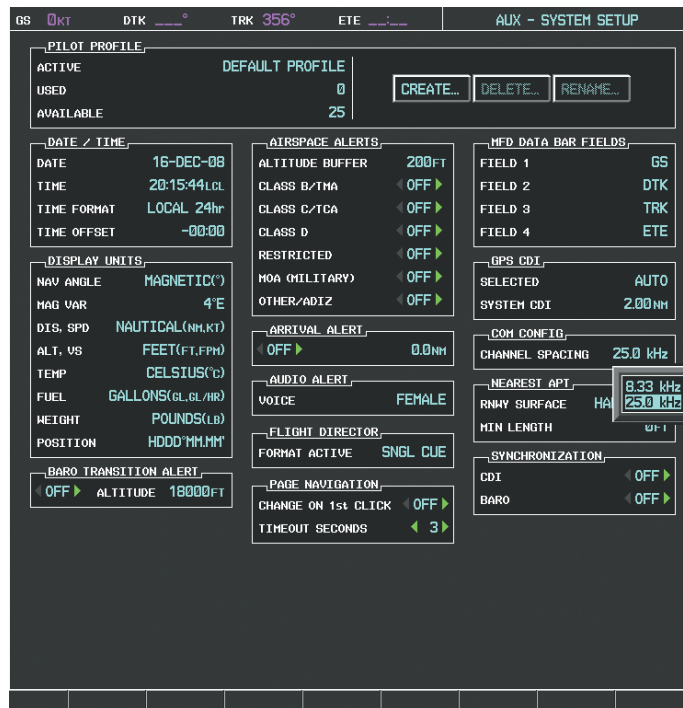 GS 0KT DTK ___° TRK 356° ETE __:__ AUX - SYSTEM SETUP
PILOT PROFILE
ACTIVE DEFAULT PROFILE
USED 0
AVAILABLE 25
CREATE... DELETE... RENAME...
DATE / TIME
DATE 16-DEC-08
TIME 20:15:44LCL
TIME FORMAT LOCAL 24hr
TIME OFFSET -00:00
DISPLAY UNITS
NAV ANGLE MAGNETIC(°)
MAG VAR 4°E
DIS, SPD NAUTICAL(NM,KT)
ALT, VS FEET(FT,FPM)
TEMP CELSIUS(°C)
FUEL GALLONS(GL,GL/HR)
WEIGHT POUNDS(LB)
POSITION HDDD°MM.MM'
BARO TRANSITION ALERT
OFF ALTITUDE 18000FT
AIRSPACE ALERTS
ALTITUDE BUFFER 200FT
CLASS B/TMA OFF
CLASS C/TCA OFF
CLASS D OFF
RESTRICTED OFF
MOA (MILITARY) OFF
OTHER/ADIZ OFF
ARRIVAL ALERT
OFF 0.0NM
AUDIO ALERT
VOICE FEMALE
FLIGHT DIRECTOR
FORMAT ACTIVE SNGL CUE
PAGE NAVIGATION
CHANGE ON 1st CLICK OFF
TIMEOUT SECONDS 3
MFD DATA BAR FIELDS
FIELD 1 GS
FIELD 2 DTK
FIELD 3 TRK
FIELD 4 ETE
GPS CDI
SELECTED AUTO
SYSTEM CDI 2.00NM
COM CONFIG
CHANNEL SPACING 25.0 kHz
8.33 kHz
25.0 kHz
NEAREST APT
RNWY SURFACE HA
MIN LENGTH 0FT
SYNCHRONIZATION
CDI OFF
BARO OFF